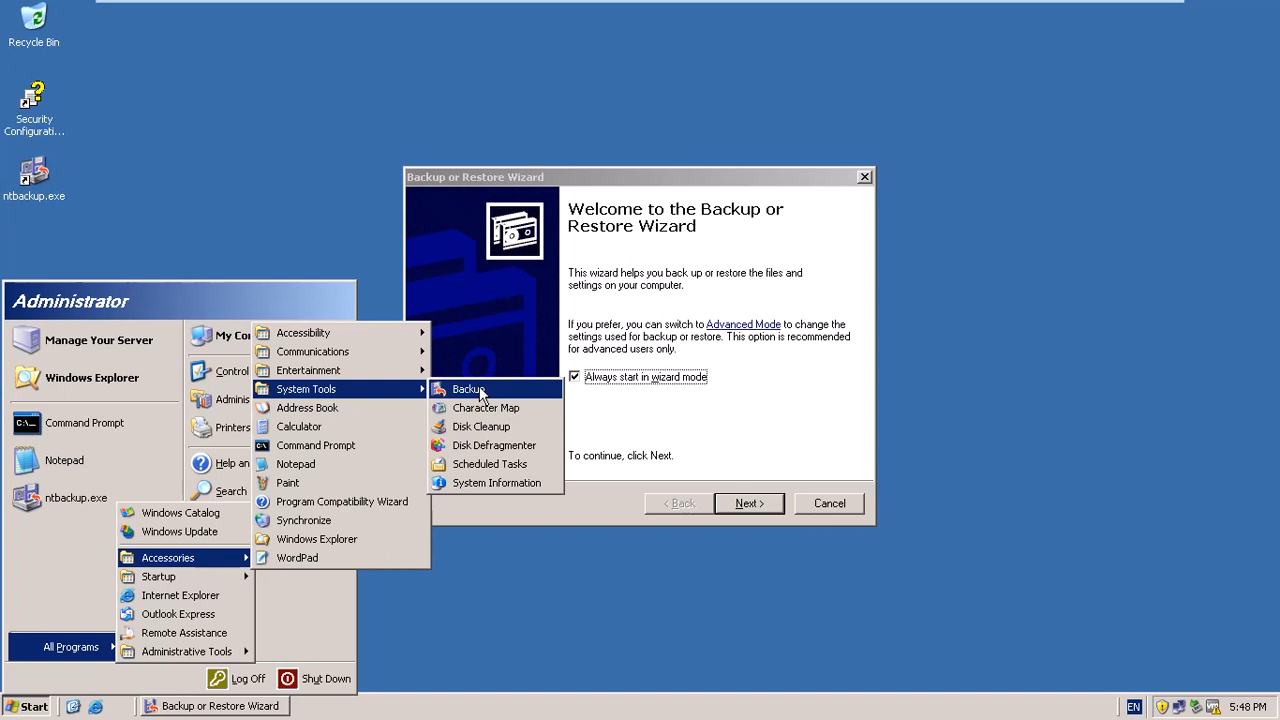 Recycle Bin
Security
Configurati...
ntbackup.exe
Backup or Restore Wizard
Welcome to the Backup or
Restore Wizard
This wizard helps you back up or restore the files and
settings on your computer.
If you prefer, you can switch to Advanced Mode to change the
settings used for backup or restore. This option is recommended
for advanced users only.
Always start in wizard mode
To continue, click Next.
< Back
Next >
Cancel
Administrator
Manage Your Server
Windows Explorer
Command Prompt
Notepad
ntbackup.exe
All Programs
My Co
Control
Adminis
Printers
Help an
Search
Log Off
Shut Down
Windows Catalog
Windows Update
Accessories
Startup
Internet Explorer
Outlook Express
Remote Assistance
Administrative Tools
Accessibility
Communications
Entertainment
System Tools
Address Book
Calculator
Command Prompt
Notepad
Paint
Program Compatibility Wizard
Synchronize
Windows Explorer
WordPad
Backup
Character Map
Disk Cleanup
Disk Defragmenter
Scheduled Tasks
System Information
Start
Backup or Restore Wizard
EN
5:48 PM